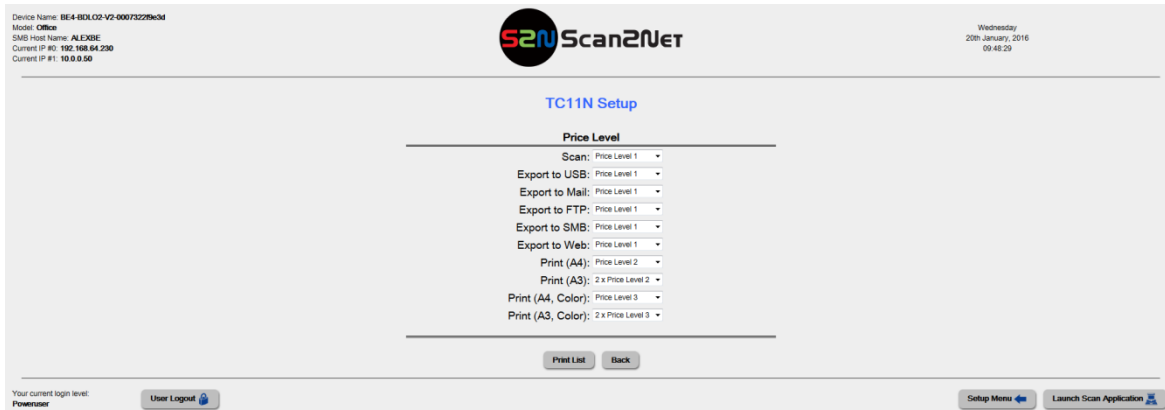 Device Name: BE4-BDLO2-V2-0007322f9e3d
Model: Office
SMB Host Name: ALEXBE
Current IP #0: 192.168.64.230
Current IP #1: 10.0.0.50
S2N Scan2Net
Wednesday
20th January, 2016
09:48:29
TC11N Setup
Price Level
Scan: Price Level 1
Export to USB: Price Level 1
Export to Mail: Price Level 1
Export to FTP: Price Level 1
Export to SMB: Price Level 1
Export to Web: Price Level 1
Print (A4): Price Level 2
Print (A3): 2 x Price Level 2
Print (A4, Color): Price Level 3
Print (A3, Color): 2 x Price Level 3
Print List Back
Your current login level:
Poweruser
User Logout
Setup Menu
Launch Scan Application